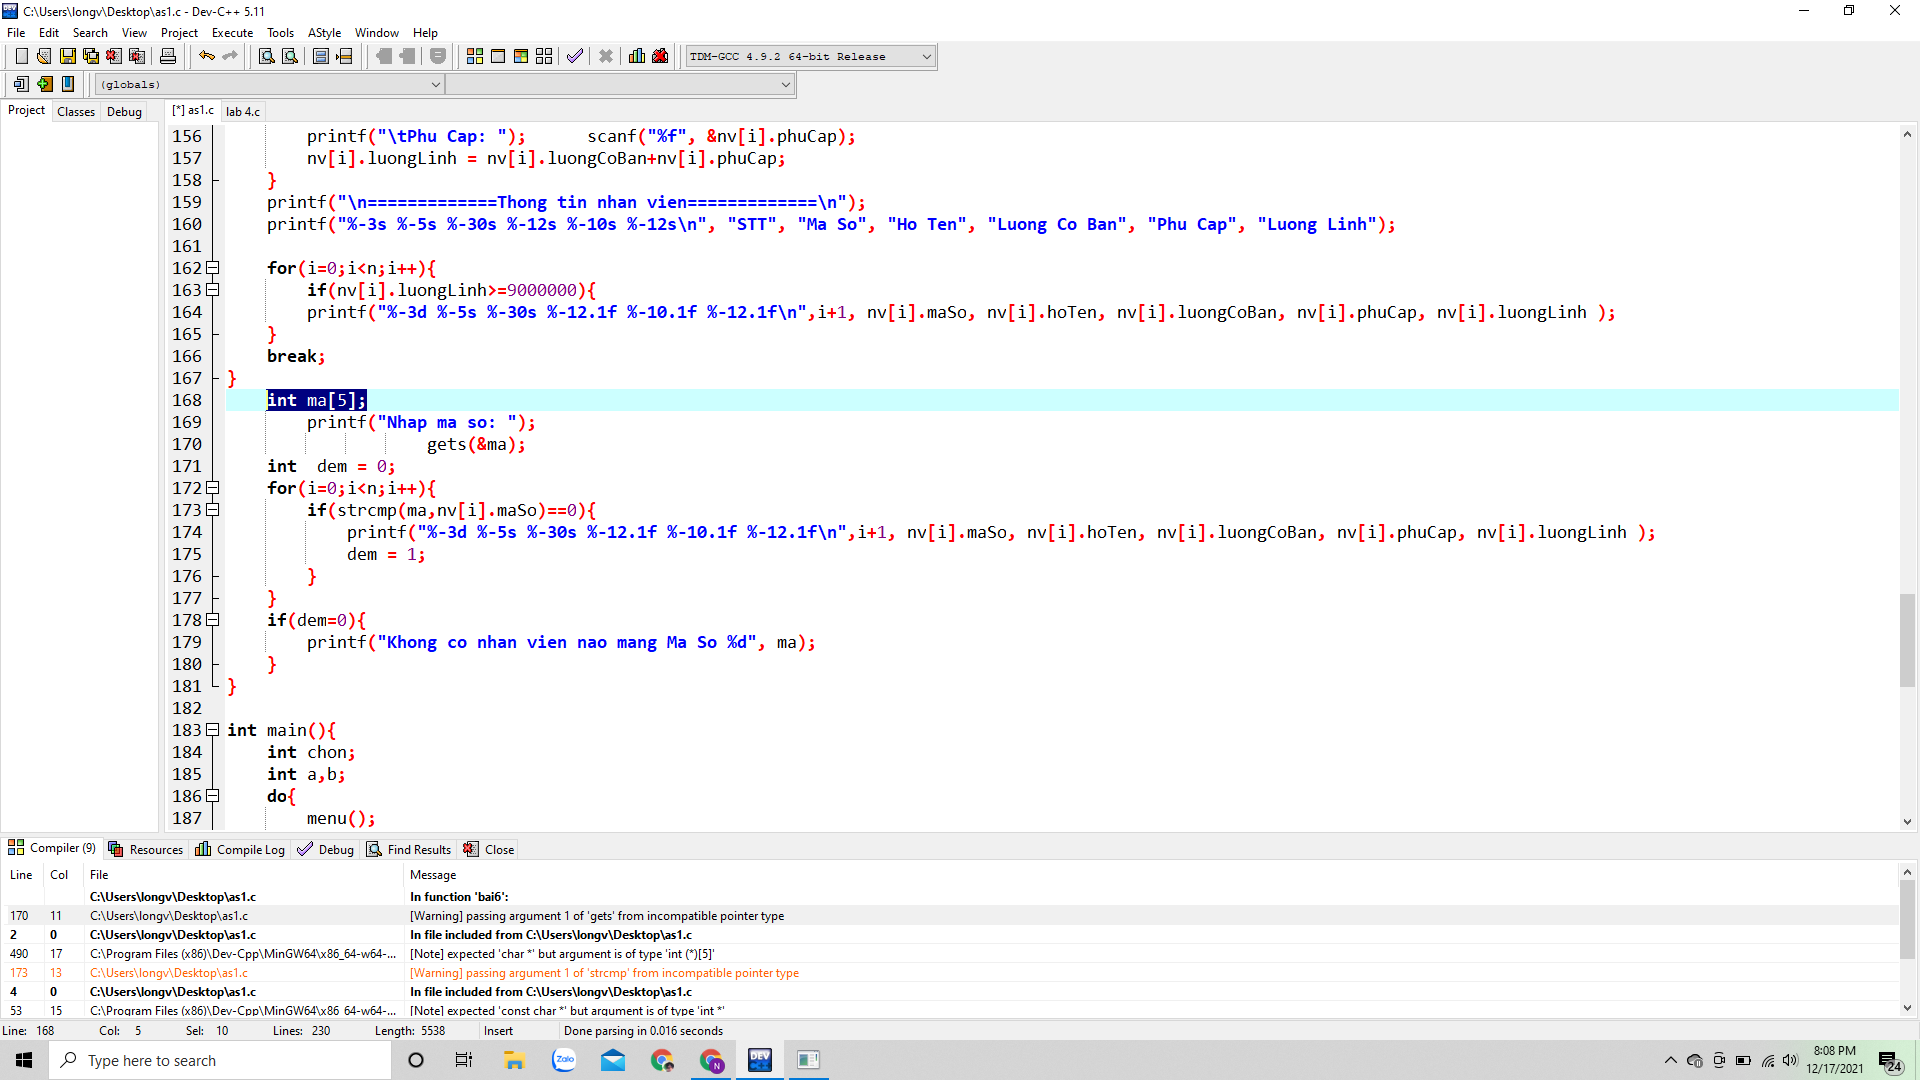 C:\Users\longv\Desktop\as1.c - Dev-C++ 5.11
File Edit Search View Project Execute Tools AStyle Window Help
TDM-GCC 4.9.2 64-bit Release
(globals)
Project Classes Debug [*] as1.c lab 4.c
156 printf("\tPhu Cap: "); scanf("%f", &nv[i].phuCap);
157 nv[i].luongLinh = nv[i].luongCoBan+nv[i].phuCap;
158 }
159 printf("\n=============Thong tin nhan vien=============\n");
160 printf("%-3s %-5s %-30s %-12s %-10s %-12s\n", "STT", "Ma So", "Ho Ten", "Luong Co Ban", "Phu Cap", "Luong Linh");
161
162 for(i=0;i<n;i++){
163 if(nv[i].luongLinh>=9000000){
164 printf("%-3d %-5s %-30s %-12.1f %-10.1f %-12.1f\n",i+1, nv[i].maSo, nv[i].hoTen, nv[i].luongCoBan, nv[i].phuCap, nv[i].luongLinh );
165 }
166 break;
167 }
168 int ma[5];
169 printf("Nhap ma so: ");
170 gets(&ma);
171 int dem = 0;
172 for(i=0;i<n;i++){
173 if(strcmp(ma,nv[i].maSo)==0){
174 printf("%-3d %-5s %-30s %-12.1f %-10.1f %-12.1f\n",i+1, nv[i].maSo, nv[i].hoTen, nv[i].luongCoBan, nv[i].phuCap, nv[i].luongLinh );
175 dem = 1;
176 }
177 }
178 if(dem=0){
179 printf("Khong co nhan vien nao mang Ma So %d", ma);
180 }
181 }
182
183 int main(){
184 int chon;
185 int a,b;
186 do{
187 menu();
Compiler (9) Resources Compile Log Debug Find Results Close
Line Col File Message
C:\Users\longv\Desktop\as1.c In function 'bai6':
170 11 C:\Users\longv\Desktop\as1.c [Warning] passing argument 1 of 'gets' from incompatible pointer type
2 0 C:\Users\longv\Desktop\as1.c In file included from C:\Users\longv\Desktop\as1.c
490 17 C:\Program Files (x86)\Dev-Cpp\MinGW64\x86_64-w64-... [Note] expected 'char *' but argument is of type 'int (*)[5]'
173 13 C:\Users\longv\Desktop\as1.c [Warning] passing argument 1 of 'strcmp' from incompatible pointer type
4 0 C:\Users\longv\Desktop\as1.c In file included from C:\Users\longv\Desktop\as1.c
53 15 C:\Program Files (x86)\Dev-Cpp\MinGW64\x86_64-w64-... [Note] expected 'const char *' but argument is of type 'int *'
Line: 168 Col: 5 Sel: 10 Lines: 230 Length: 5538 Insert Done parsing in 0.016 seconds
Type here to search
Zalo
N
DEV
8:08 PM
12/17/2021
24